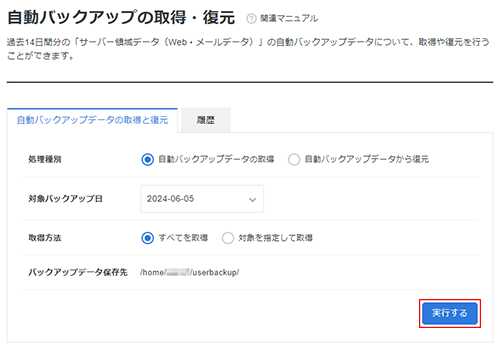 自動バックアップの取得・復元 ? 関連マニュアル
過去14日間分の「サーバー領域データ（Web・メールデータ）」の自動バックアップデータについて、取得や復元を行う
ことができます。
自動バックアップデータの取得と復元 履歴
処理種別 自動バックアップデータの取得 自動バックアップデータから復元
対象バックアップ日 2024-06-05
取得方法 すべてを取得 対象を指定して取得
バックアップデータ保存先 /home/ /userbackup/
実行する